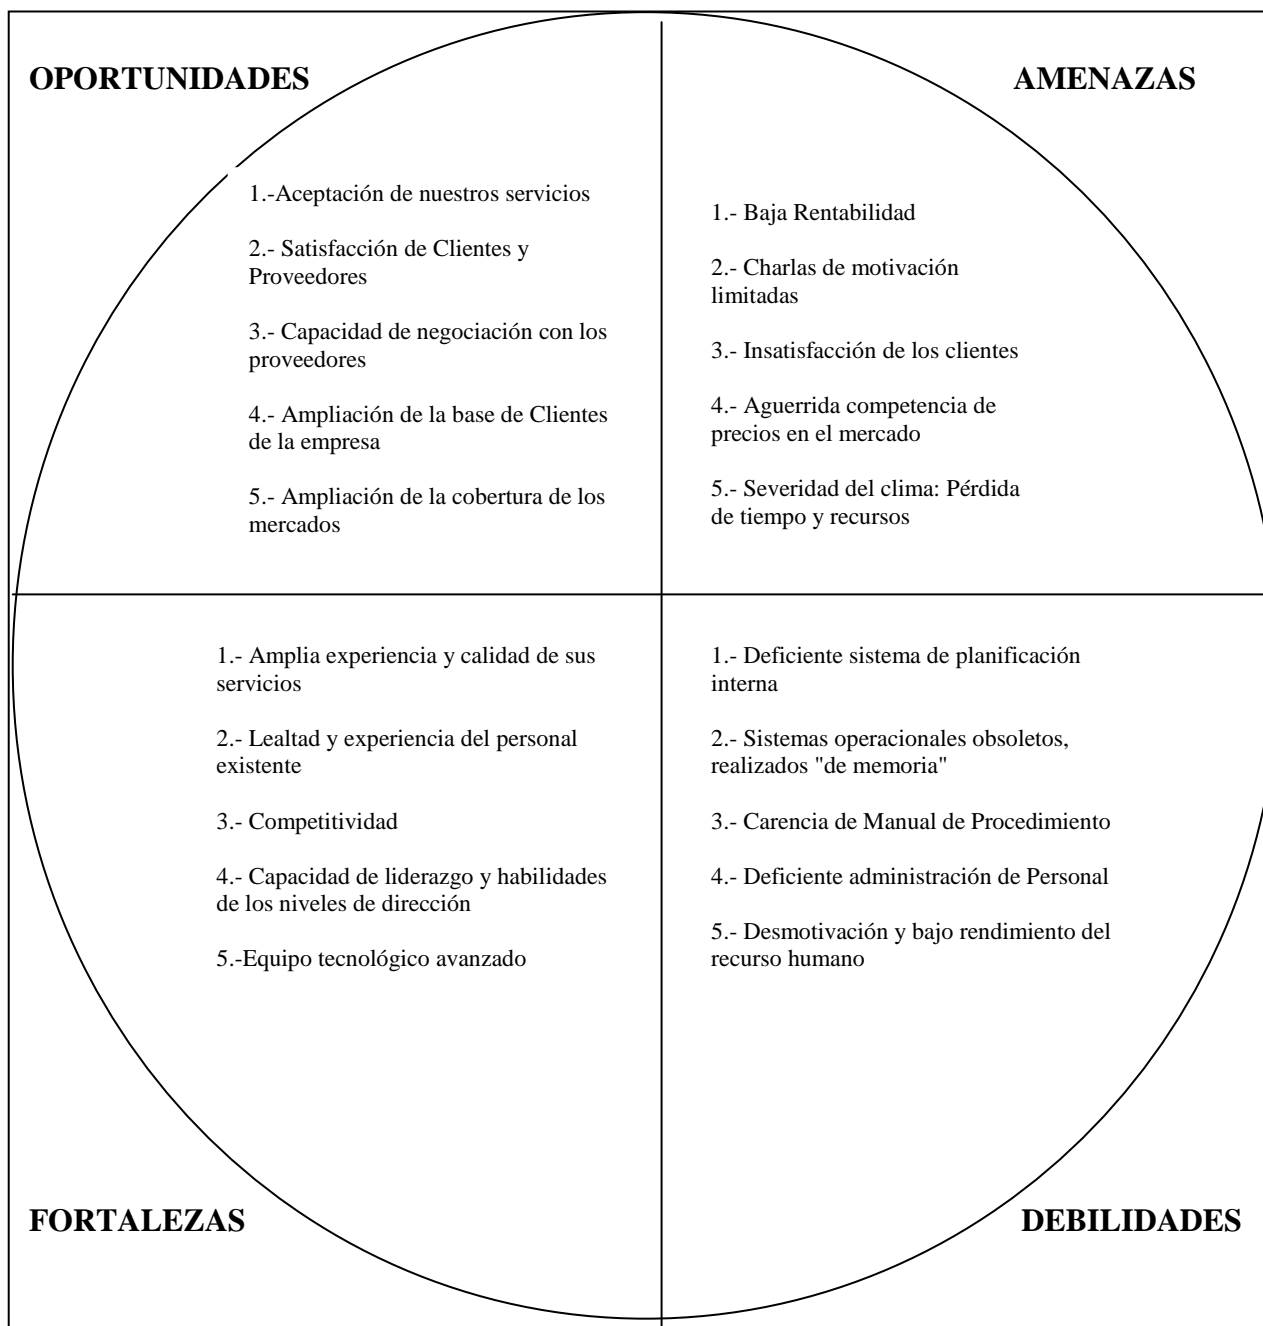 OPORTUNIDADES
1.-Aceptación de nuestros servicios
2.- Satisfacción de Clientes y
Proveedores
3.- Capacidad de negociación con los
proveedores
4.- Ampliación de la base de Clientes
de la empresa
5.- Ampliación de la cobertura de los
mercados
AMENAZAS
1.- Baja Rentabilidad
2.- Charlas de motivación
limitadas
3.- Insatisfacción de los clientes
4.- Aguerrida competencia de
precios en el mercado
5.- Severidad del clima: Pérdida
de tiempo y recursos
1.- Amplia experiencia y calidad de sus
servicios
2.- Lealtad y experiencia del personal
existente
3.- Competitividad
4.- Capacidad de liderazgo y habilidades
de los niveles de dirección
5.-Equipo tecnológico avanzado
FORTALEZAS
1.- Deficiente sistema de planificación
interna
2.- Sistemas operacionales obsoletos,
realizados "de memoria"
3.- Carencia de Manual de Procedimiento
4.- Deficiente administración de Personal
5.- Desmotivación y bajo rendimiento del
recurso humano
DEBILIDADES